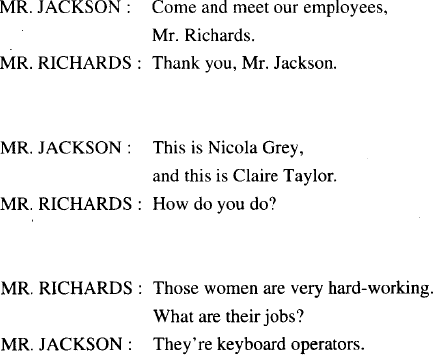 MR. JACKSON : Come and meet our employees,
Mr. Richards.
MR. RICHARDS : Thank you, Mr. Jackson.
MR. JACKSON : This is Nicola Grey,
and this is Claire Taylor.
MR. RICHARDS : How do you do?
MR. RICHARDS : Those women are very hard-working.
What are their jobs?
MR. JACKSON : They're keyboard operators.